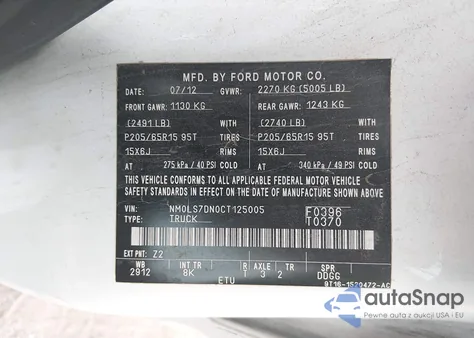 MFD. BY FORD MOTOR CO.
DATE: 07/12 GVWR: 2270 KG (5005 LB)
FRONT GAWR: 1130 KG REAR GAWR: 1243 KG
(2491 LB) WITH (2740 LB) WITH
P205/65R15 95T TIRES P205/65R15 95T TIRES
15X6J RIMS 15X6J RIMS
AT 275 kPa / 40 PSI COLD AT 340 kPa / 49 PSI COLD
THIS VEHICLE CONFORMS TO ALL APPLICABLE FEDERAL MOTOR VEHICLE
SAFETY STANDARDS IN EFFECT ON THE DATE OF MANUFACTURE SHOWN ABOVE.
VIN: NM0LS7DN0CT125005 F0396
TYPE: TRUCK T0370
EXT PNT: Z2
WB INT TR R AXLE TR SPR
2912 8K 1 3 2 DDGG
ETU 9T16-1520472-AC
autoSnap
Pewne auta z aukcji USA i EU